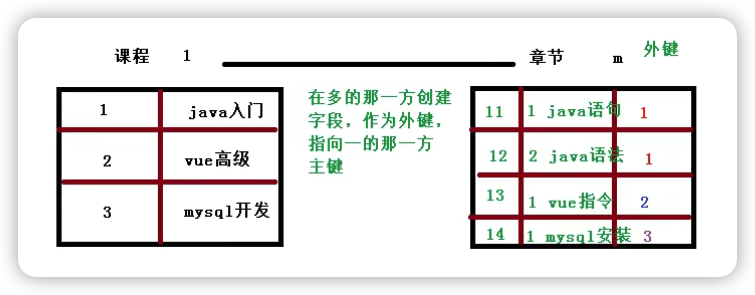 课程 1 章节 m 外键
1 java入门
2 vue高级
3 mysql开发
在多的那一方创建
字段，作为外键，
指向一的那一方
主键
11 1 java语句 1
12 2 java语法 1
13 1 vue指令 2
14 1 mysql安装 3